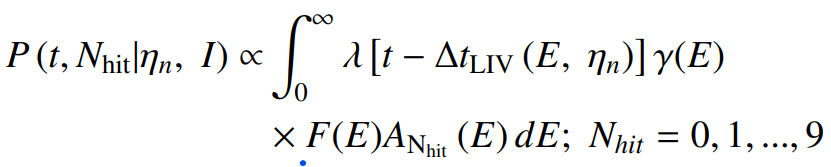 P (t, N_hit|η_n, I) ∝ ∫_0^∞ λ [t − Δt_LIV (E, η_n)] γ(E)
× F(E)A_{N_hit} (E) dE; N_hit = 0, 1, ..., 9